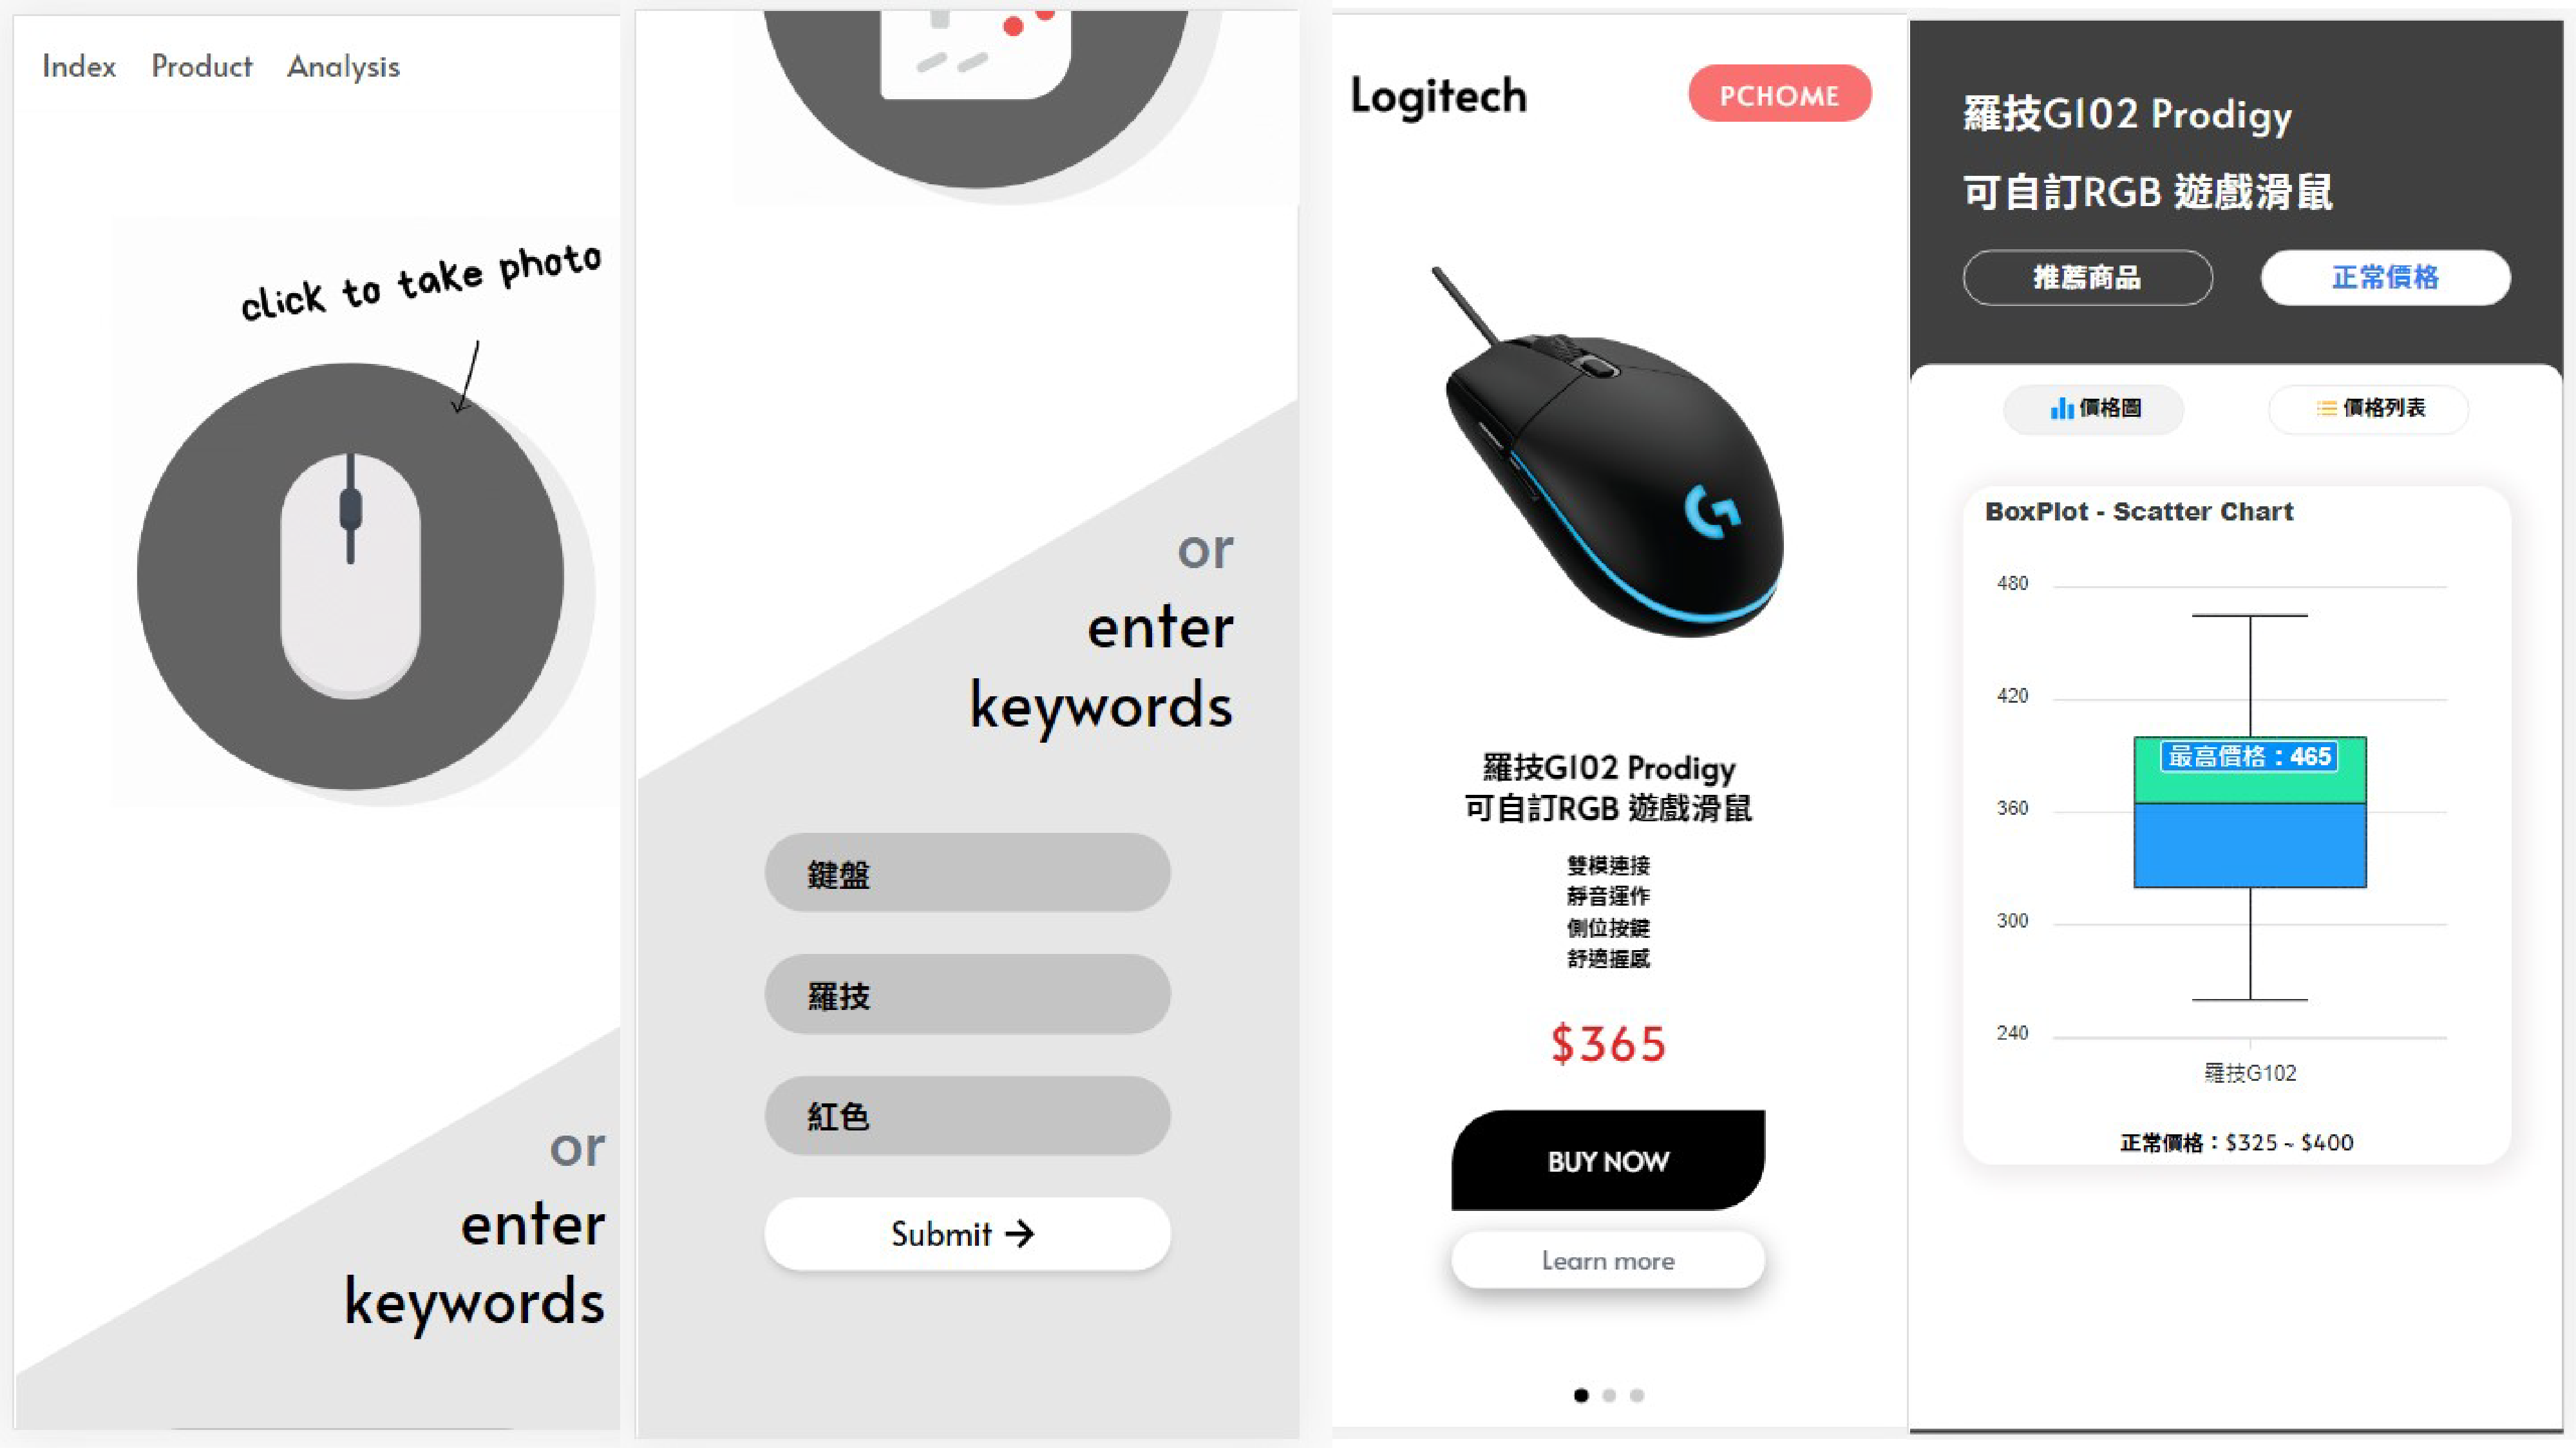 Index Product Analysis
click to take photo
or
enter
keywords
or
enter
keywords
鍵盤
羅技
紅色
Submit →
Logitech
PCHOME
羅技G102 Prodigy
可自訂RGB 遊戲滑鼠
雙模連接
靜音運作
側位按鍵
舒適握感
$365
BUY NOW
Learn more
羅技G102 Prodigy
可自訂RGB 遊戲滑鼠
推薦商品 正常價格
價格圖 價格列表
BoxPlot - Scatter Chart
480
420
最高價格：465
360
300
240
羅技G102
正常價格：$325 ~ $400